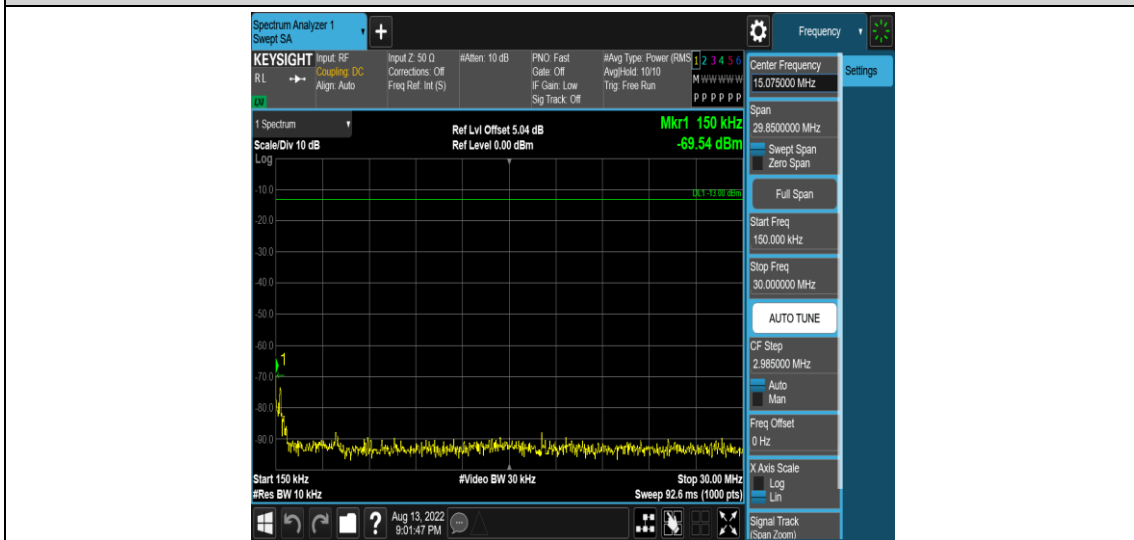 Spectrum Analyzer 1
Swept SA
+
Frequency
KEYSIGHT
RL
LXI
Input: RF
Coupling: DC
Align: Auto
Input Z: 50 Ω
Corrections: Off
Freq Ref: Int (S)
#Atten: 10 dB
PNO: Fast
Gate: Off
IF Gain: Low
Sig Track: Off
#Avg Type: Power (RMS
Avg|Hold: 10/10
Trig: Free Run
1 2 3 4 5 6
M W W W W W
P P P P P P
1 Spectrum
Scale/Div 10 dB
Log
Ref Lvl Offset 5.04 dB
Ref Level 0.00 dBm
Mkr1 150 kHz
-69.54 dBm
DL1 -13.00 dBm
-10.0
-20.0
-30.0
-40.0
-50.0
-60.0
-70.0
-80.0
-90.0
1
Start 150 kHz
#Res BW 10 kHz
#Video BW 30 kHz
Stop 30.00 MHz
Sweep 92.6 ms (1000 pts)
Center Frequency
15.075000 MHz
Settings
Span
29.8500000 MHz
Swept Span
Zero Span
Full Span
Start Freq
150.000 kHz
Stop Freq
30.000000 MHz
AUTO TUNE
CF Step
2.985000 MHz
Auto
Man
Freq Offset
0 Hz
X Axis Scale
Log
Lin
Signal Track
(Span Zoom)
?
Aug 13, 2022
9:01:47 PM